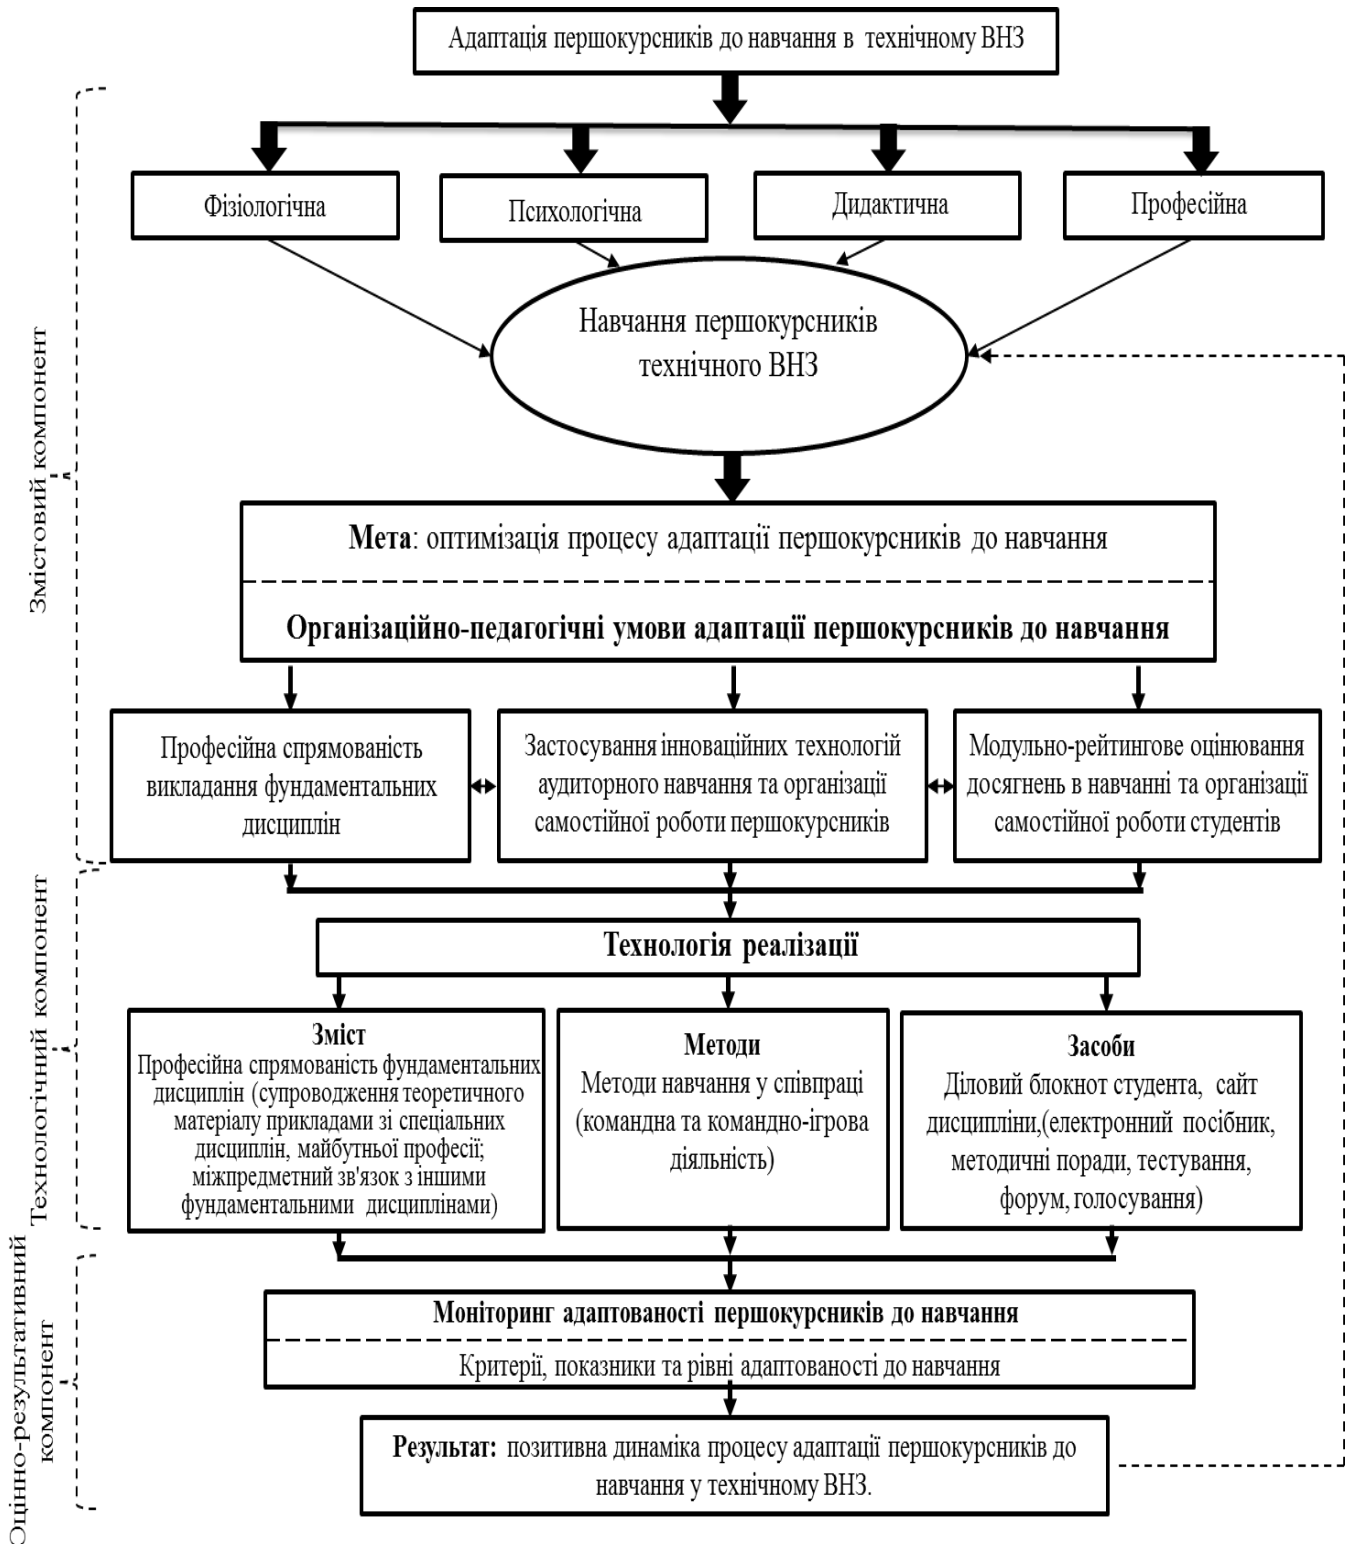 Адаптація першокурсників до навчання в технічному ВНЗ
Фізіологічна
Психологічна
Дидактична
Професійна
Навчання першокурсників
технічного ВНЗ
Змістовий компонент
Мета: оптимізація процесу адаптації першокурсників до навчання
Організаційно-педагогічні умови адаптації першокурсників до навчання
Професійна спрямованість
викладання фундаментальних
дисциплін
Застосування інноваційних технологій
аудиторного навчання та організації
самостійної роботи першокурсників
Модульно-рейтингове оцінювання
досягнень в навчанні та організації
самостійної роботи студентів
Технологічний компонент
Технологія реалізації
Зміст
Професійна спрямованість фундаментальних
дисциплін (супроводження теоретичного
матеріалу прикладами зі спеціальних
дисциплін, майбутньої професії;
міжпредметний зв'язок з іншими
фундаментальними дисциплінами)
Методи
Методи навчання у співпраці
(командна та командно-ігрова
діяльність)
Засоби
Діловий блокнот студента, сайт
дисципліни,(електронний посібник,
методичні поради, тестування,
форум, голосування)
Оцінно-результативний
компонент
Моніторинг адаптованості першокурсників до навчання
Критерії, показники та рівні адаптованості до навчання
Результат: позитивна динаміка процесу адаптації першокурсників до
навчання у технічному ВНЗ.